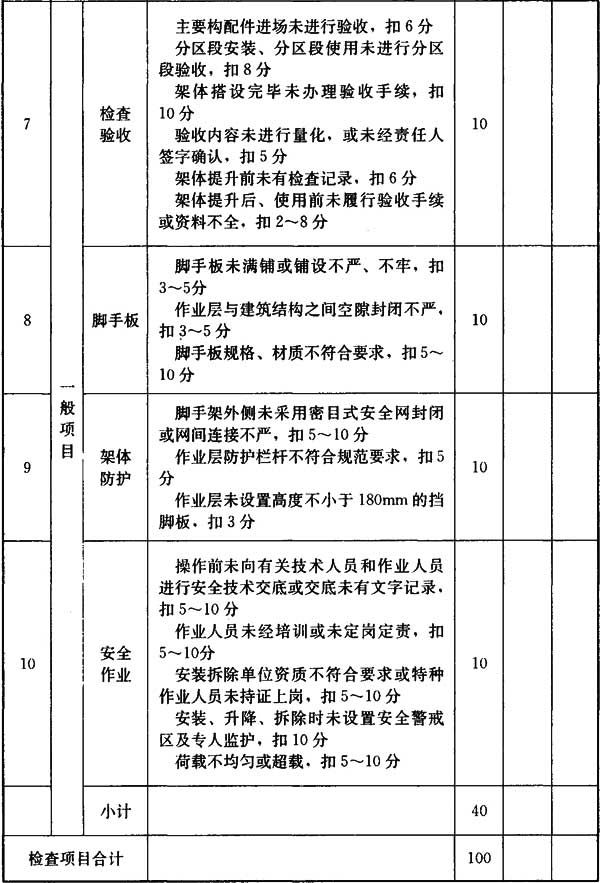 主要构配件进场未进行验收，扣6分
分区段安装、分区段使用未进行分区
段验收，扣8分
架体搭设完毕未办理验收手续，扣
10分
7
检查
验收
10
验收内容未进行量化，或未经责任人
签字确认，扣5分
架体提升前未有检查记录，扣6分
架体提升后、使用前未履行验收手续
或资料不全，扣2～8分
脚手板未满铺或铺设不严、不牢，扣
3～5分
8
脚手板
作业层与建筑结构之间空隙封闭不严，
扣3～5分
10
脚手板规格、材质不符合要求，扣5～
10分
一
般
项
目
脚手架外侧未采用密目式安全网封闭
或网间连接不严，扣5～10分
9
架体
防护
作业层防护栏杆不符合规范要求，扣5
分
10
作业层未设置高度不小于180mm的挡
脚板，扣3分
操作前未向有关技术人员和作业人员
进行安全技术交底或交底未有文字记录，
扣5～10分
作业人员未经培训或未定岗定责，扣
5～10分
10
安全
作业
10
安装拆除单位资质不符合要求或特种
作业人员未持证上岗，扣5～10分
安装、升降、拆除时未设置安全警戒
区及专人监护，扣10分
荷载不均匀或超载，扣5～10分
小计
40
检查项目合计
100